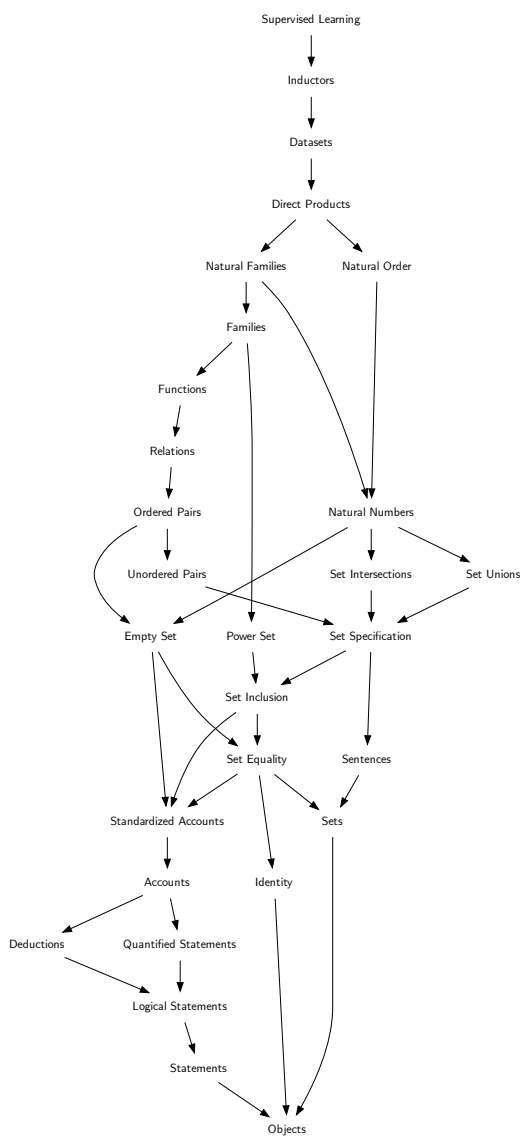 Supervised Learning
Inductors
Datasets
Direct Products
Natural Families
Natural Order
Families
Functions
Relations
Ordered Pairs
Natural Numbers
Unordered Pairs
Set Intersections
Set Unions
Empty Set
Power Set
Set Specification
Set Inclusion
Set Equality
Sentences
Standardized Accounts
Sets
Accounts
Identity
Deductions
Quantified Statements
Logical Statements
Statements
Objects